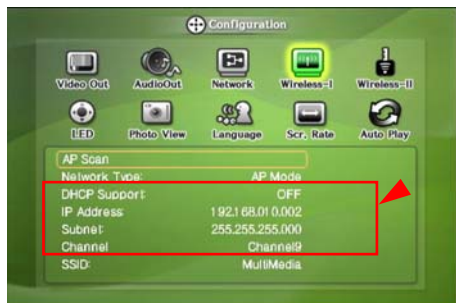 Configuration
Video Out AudioOut Network Wireless-I Wireless-II
LED Photo View Language Scr. Rate Auto Play
AP Scan
Network Type: AP Mode
DHCP Support: OFF
IP Address: 192.168.010.002
Subnet: 255.255.255.000
Channel Channel9
SSID: MultiMedia